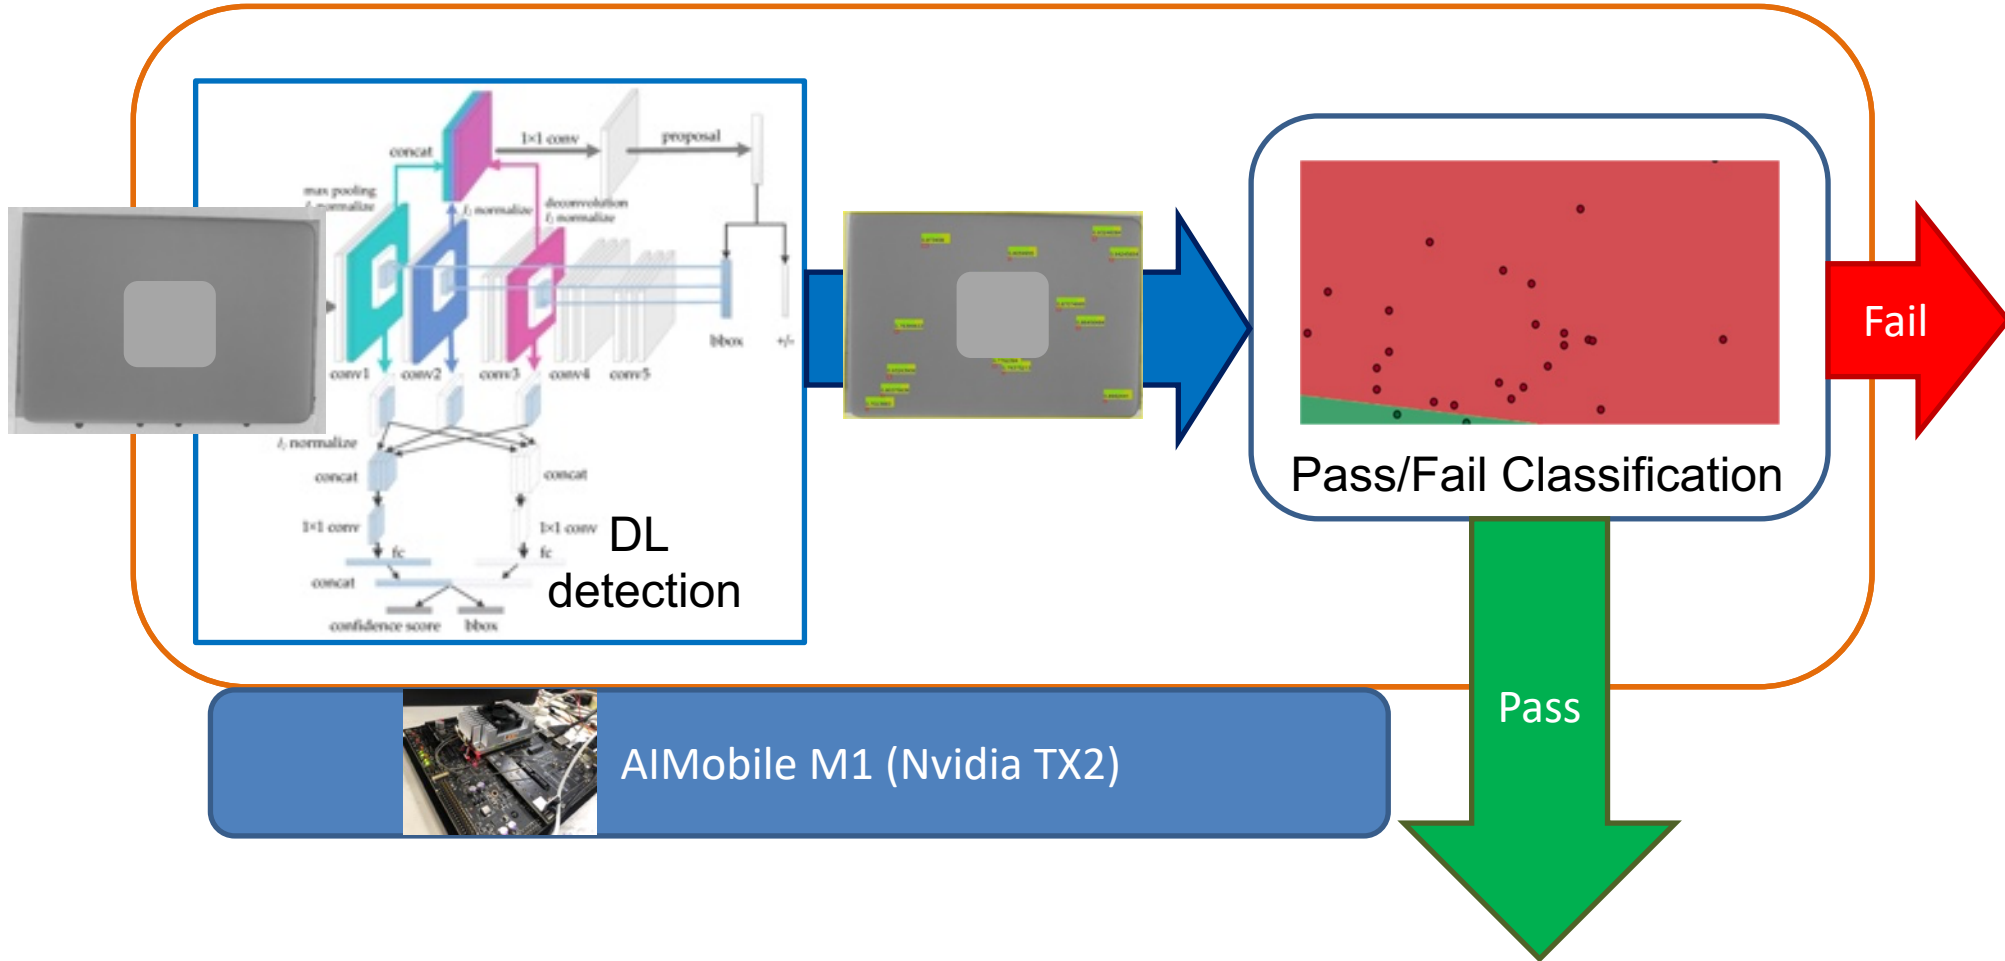 1×1 conv
proposal
concat
max pooling
l₂ normalize
l₂ normalize
deconvolution
l₂ normalize
bbox
+/-
conv1
conv2
conv3
conv4
conv5
l₂ normalize
concat
concat
1×1 conv
1×1 conv
fc
fc
concat
confidence score
bbox
DL
detection
Pass/Fail Classification
Fail
Pass
AIMobile M1 (Nvidia TX2)